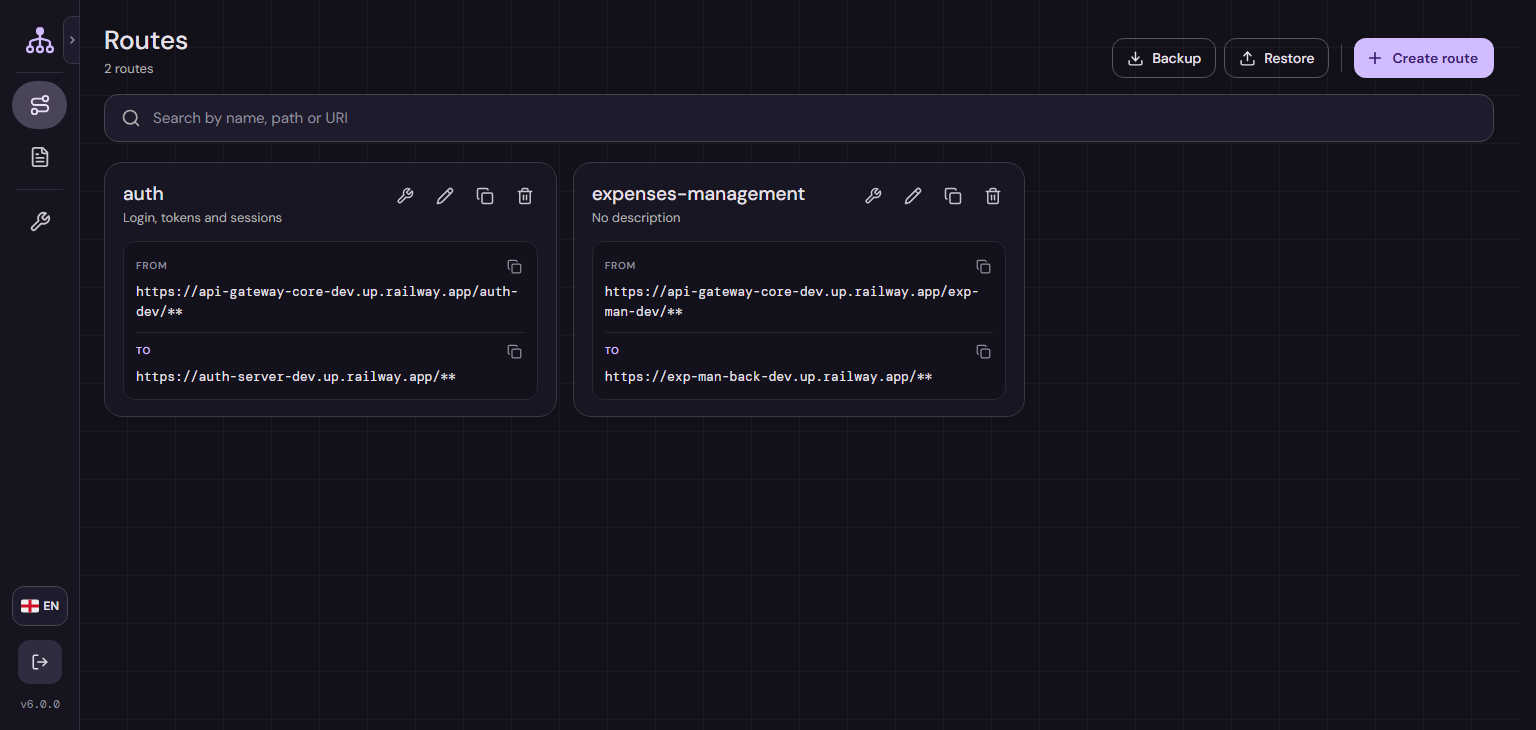 Routes
2 routes
Backup
Restore
Create route
Search by name, path or URI
auth
Login, tokens and sessions
FROM
https://api-gateway-core-dev.up.railway.app/auth-
dev/**
TO
https://auth-server-dev.up.railway.app/**
expenses-management
No description
FROM
https://api-gateway-core-dev.up.railway.app/exp-
man-dev/**
TO
https://exp-man-back-dev.up.railway.app/**
EN
v6.0.0